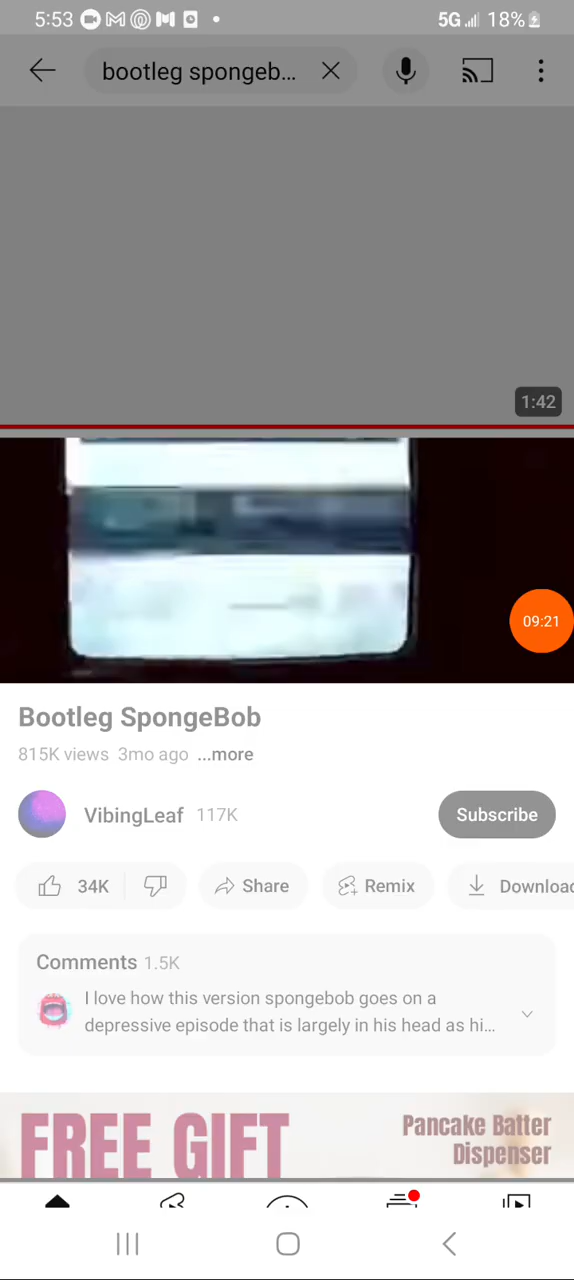 5:53
5G 18%
bootleg spongeb...
1:42
09:21
Bootleg SpongeBob
815K views 3mo ago ...more
VibingLeaf 117K
Subscribe
34K
Share
Remix
Downloa
Comments 1.5K
I love how this version spongebob goes on a
depressive episode that is largely in his head as hi...
FREE GIFT
Pancake Batter
Dispenser